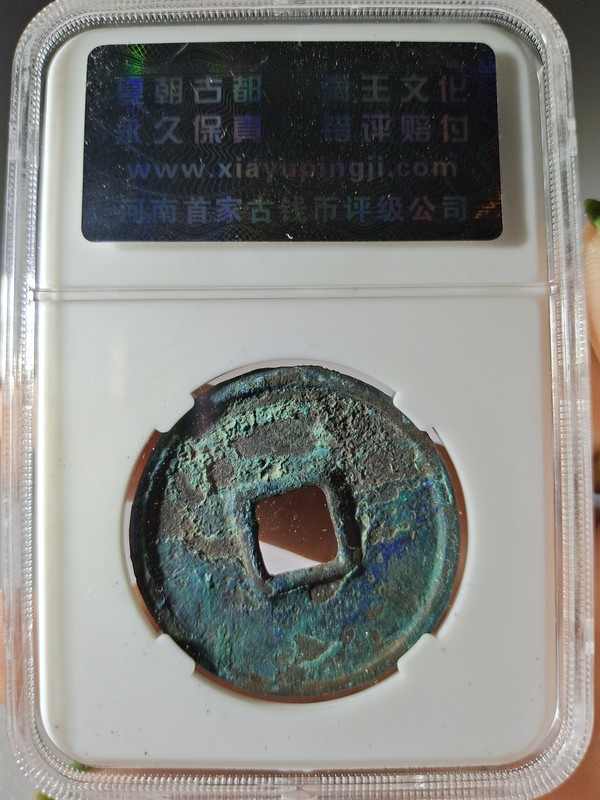 夏朝古都 禹王文化
永久保真 错评赔付
www.xiayupingji.com
河南首家古钱币评级公司